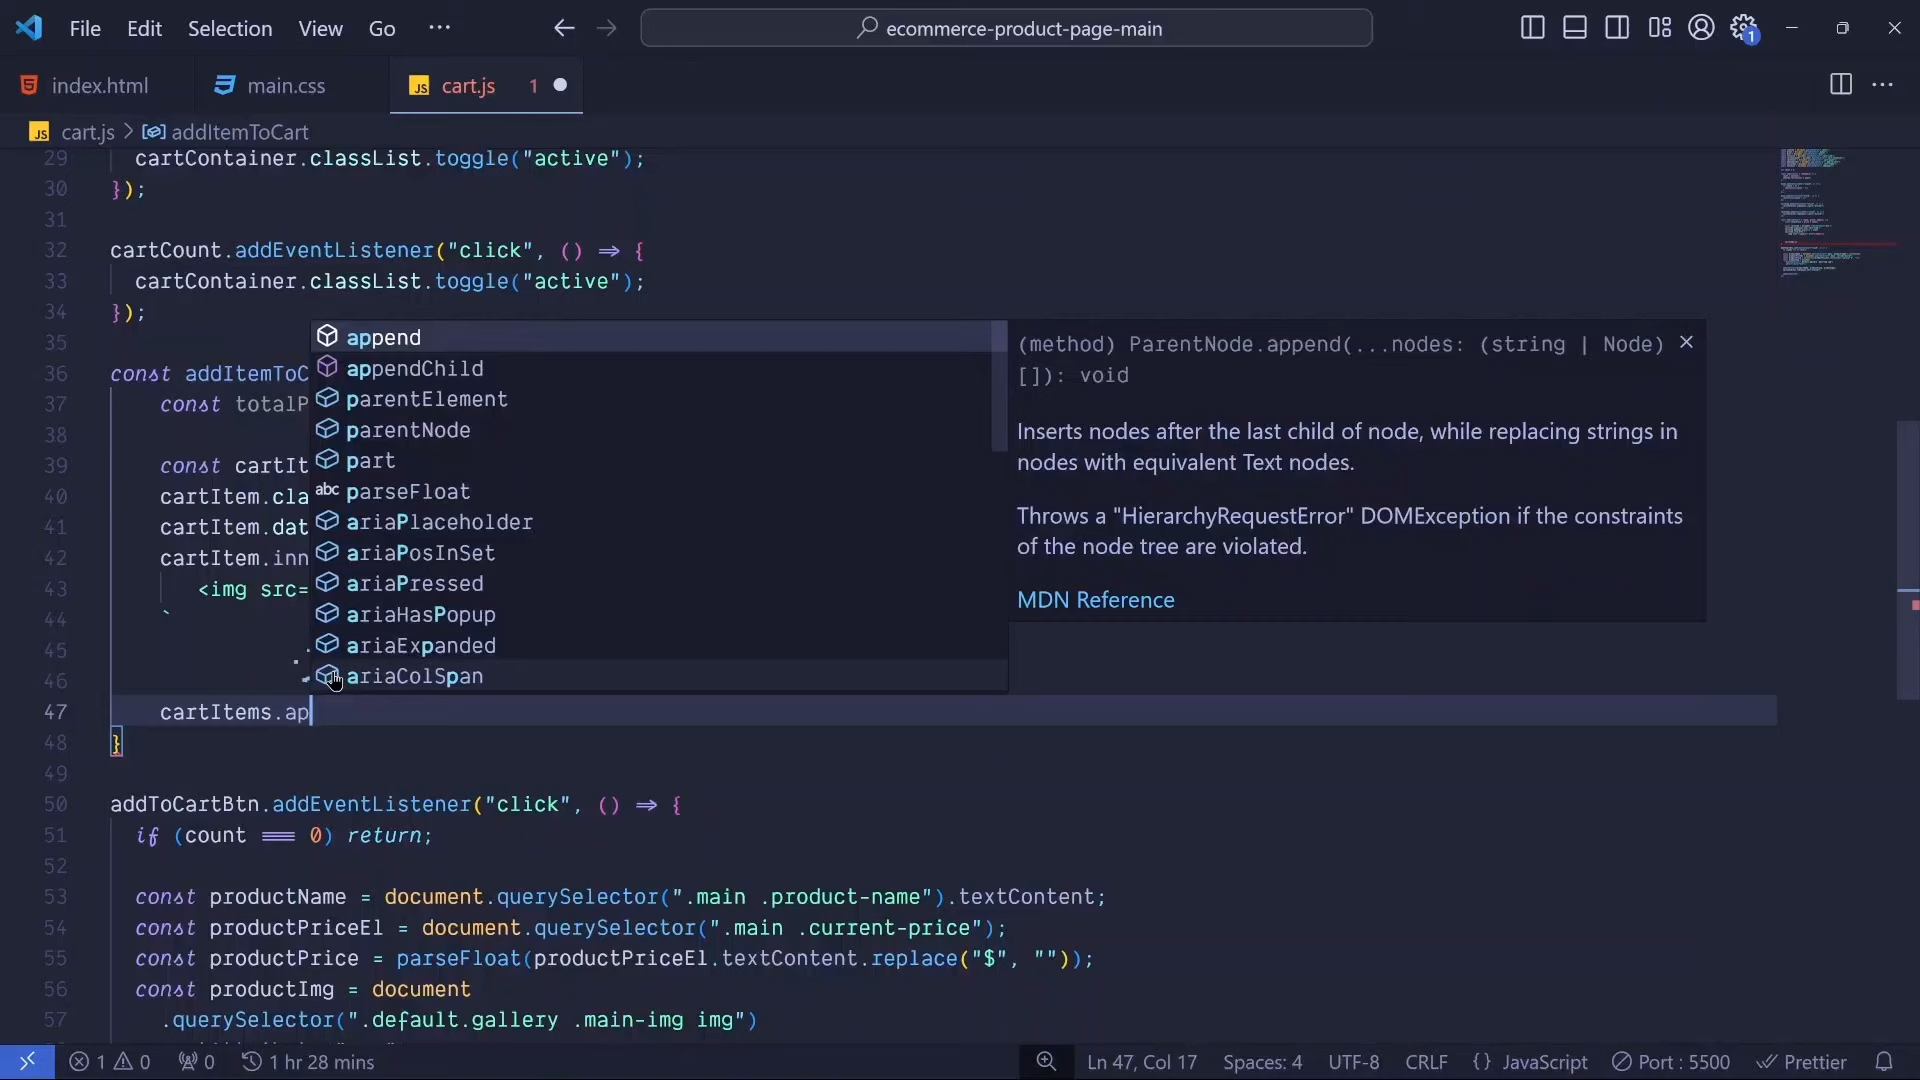 File Edit Selection View Go ··· ecommerce-product-page-main 1
index.html main.css cart.js 1
cart.js > addItemToCart
29 cartContainer.classList.toggle("active");
30 });
31
32 cartCount.addEventListener("click", () => {
33 cartContainer.classList.toggle("active");
34 });
35
36 const addItemToC
37 const totalP
38
39 const cartIt
40 cartItem.cla
41 cartItem.dat
42 cartItem.inn
43 <img src=
44 `
45
46
47 cartItems.ap
48 }
49
50 addToCartBtn.addEventListener("click", () => {
51 if (count === 0) return;
52
53 const productName = document.querySelector(".main .product-name").textContent;
54 const productPriceEl = document.querySelector(".main .current-price");
55 const productPrice = parseFloat(productPriceEl.textContent.replace("$", ""));
56 const productImg = document
57 .querySelector(".default.gallery .main-img img")
append
appendChild
parentElement
parentNode
part
abc parseFloat
ariaPlaceholder
ariaPosInSet
ariaPressed
ariaHasPopup
ariaExpanded
ariaColSpan
(method) ParentNode.append(...nodes: (string | Node)
[]): void
Inserts nodes after the last child of node, while replacing strings in
nodes with equivalent Text nodes.
Throws a "HierarchyRequestError" DOMException if the constraints
of the node tree are violated.
MDN Reference
1 0 0 1 hr 28 mins Ln 47, Col 17 Spaces: 4 UTF-8 CRLF {} JavaScript Port : 5500 Prettier